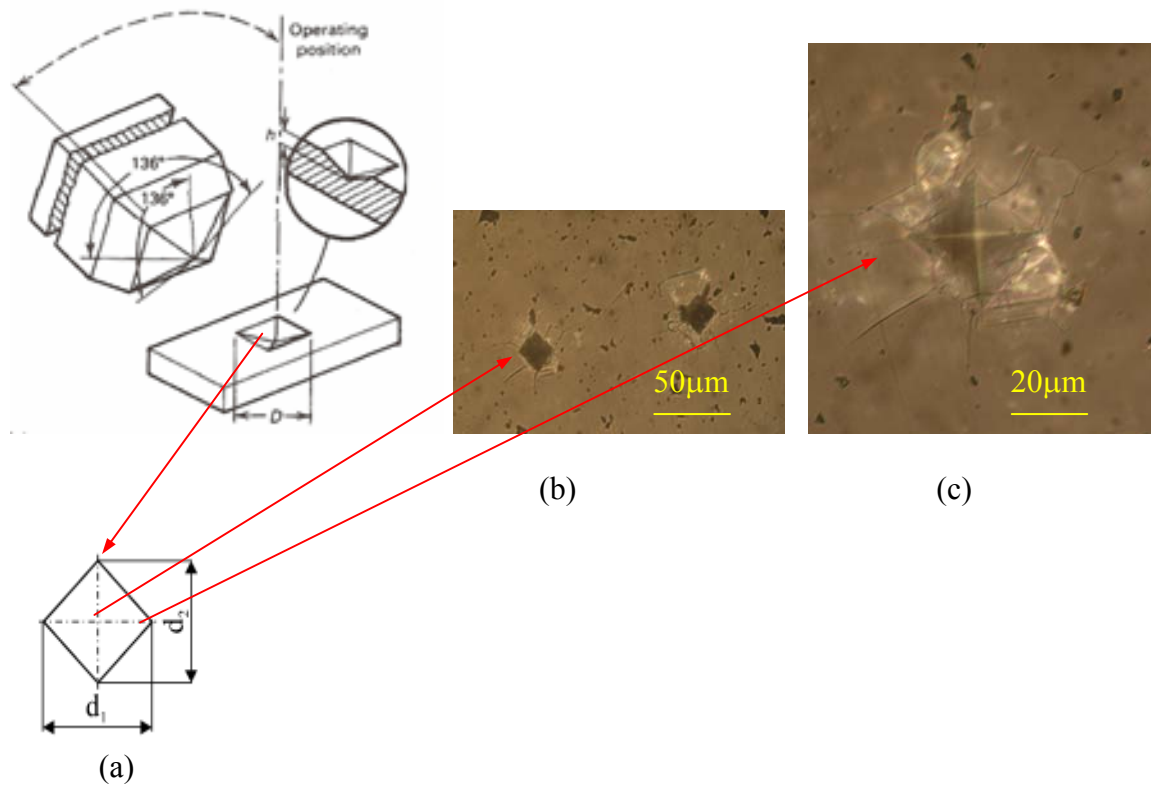 Operating
position
h
136°
136°
D
50µm
20µm
(b)
(c)
d₂
d₁
(a)